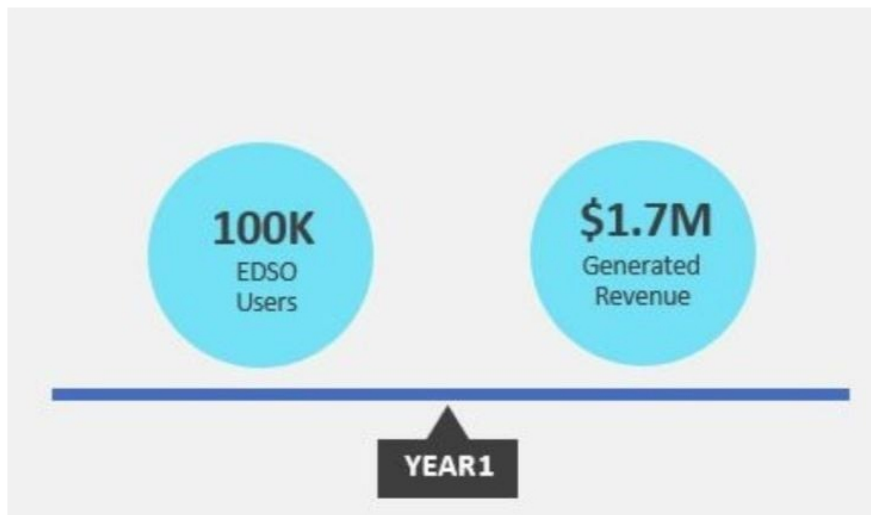 100K
EDSO
Users
$1.7M
Generated
Revenue
YEAR1